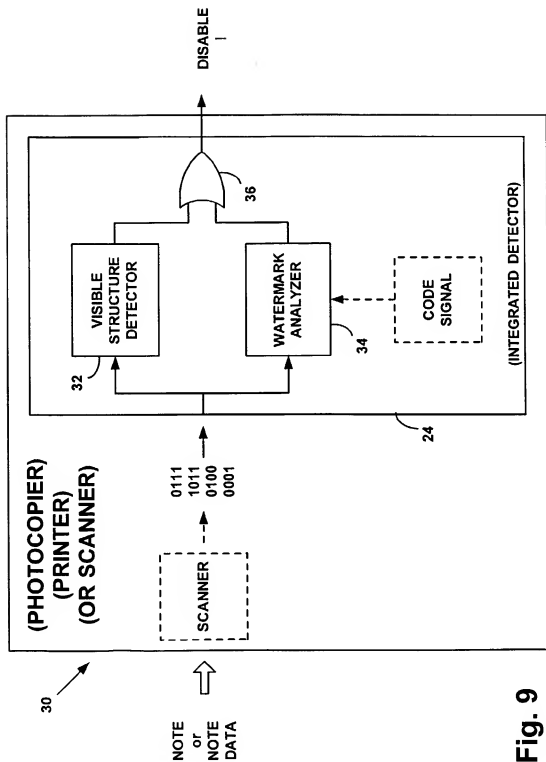 30
(PHOTOCOPIER)
(PRINTER)
(OR SCANNER)
NOTE
or
NOTE
DATA
SCANNER
0111
1011
0100
0001
VISIBLE
STRUCTURE
DETECTOR
32
WATERMARK
ANALYZER
34
36
DISABLE
CODE
SIGNAL
24
(INTEGRATED DETECTOR)
Fig. 9